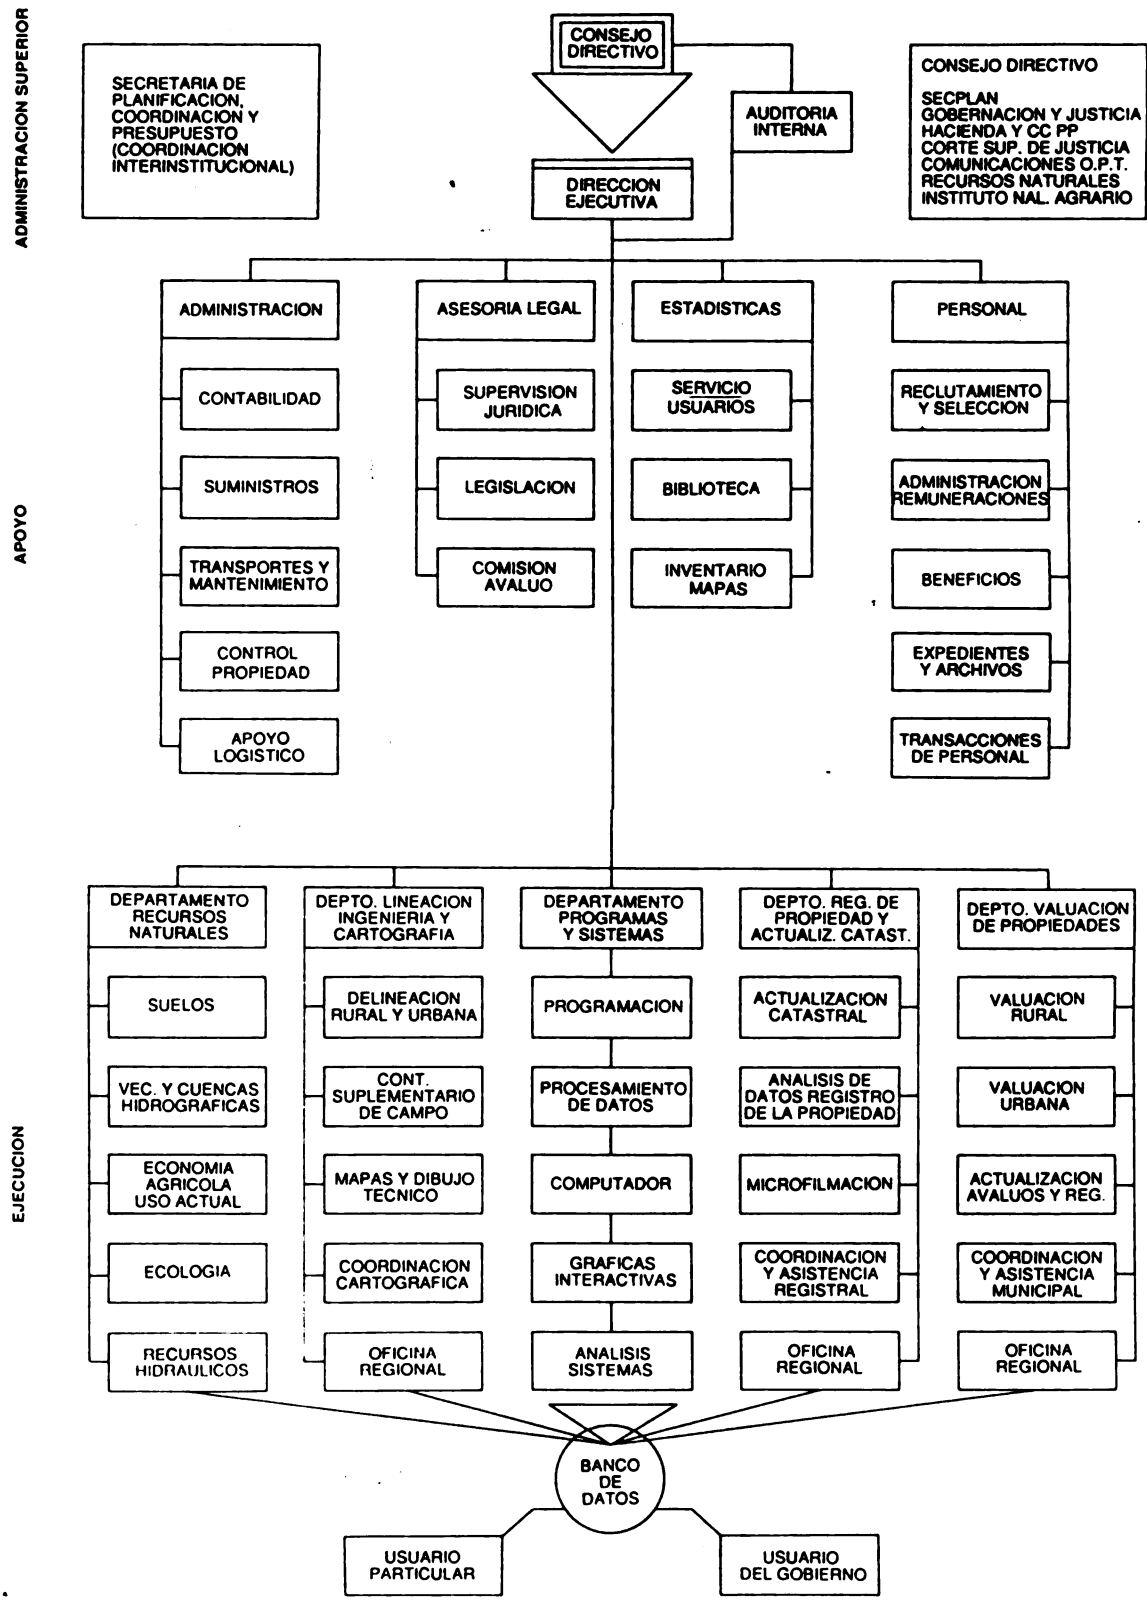 ADMINISTRACION SUPERIOR
SECRETARIA DE
PLANIFICACION,
COORDINACION Y
PRESUPUESTO
(COORDINACION
INTERINSTITUCIONAL)
CONSEJO
DIRECTIVO
AUDITORIA
INTERNA
DIRECCION
EJECUTIVA
CONSEJO DIRECTIVO
SECPLAN
GOBERNACION Y JUSTICIA
HACIENDA Y CC PP
CORTE SUP. DE JUSTICIA
COMUNICACIONES O.P.T.
RECURSOS NATURALES
INSTITUTO NAL. AGRARIO
APOYO
ADMINISTRACION
CONTABILIDAD
SUMINISTROS
TRANSPORTES Y
MANTENIMIENTO
CONTROL
PROPIEDAD
APOYO
LOGISTICO
ASESORIA LEGAL
SUPERVISION
JURIDICA
LEGISLACION
COMISION
AVALUO
ESTADISTICAS
SERVICIO
USUARIOS
BIBLIOTECA
INVENTARIO
MAPAS
PERSONAL
RECLUTAMIENTO
Y SELECCION
ADMINISTRACION
REMUNERACIONES
BENEFICIOS
EXPEDIENTES
Y ARCHIVOS
TRANSACCIONES
DE PERSONAL
EJECUCION
DEPARTAMENTO
RECURSOS
NATURALES
SUELOS
VEC. Y CUENCAS
HIDROGRAFICAS
ECONOMIA
AGRICOLA
USO ACTUAL
ECOLOGIA
RECURSOS
HIDRAULICOS
DEPTO. LINEACION
INGENIERIA Y
CARTOGRAFIA
DELINEACION
RURAL Y URBANA
CONT.
SUPLEMENTARIO
DE CAMPO
MAPAS Y DIBUJO
TECNICO
COORDINACION
CARTOGRAFICA
OFICINA
REGIONAL
DEPARTAMENTO
PROGRAMAS
Y SISTEMAS
PROGRAMACION
PROCESAMIENTO
DE DATOS
COMPUTADOR
GRAFICAS
INTERACTIVAS
ANALISIS
SISTEMAS
DEPTO. REG. DE
PROPIEDAD Y
ACTUALIZ. CATAST.
ACTUALIZACION
CATASTRAL
ANALISIS DE
DATOS REGISTRO
DE LA PROPIEDAD
MICROFILMACION
COORDINACION
Y ASISTENCIA
REGISTRAL
OFICINA
REGIONAL
DEPTO. VALUACION
DE PROPIEDADES
VALUACION
RURAL
VALUACION
URBANA
ACTUALIZACION
AVALUOS Y REG.
COORDINACION
Y ASISTENCIA
MUNICIPAL
OFICINA
REGIONAL
BANCO
DE
DATOS
USUARIO
PARTICULAR
USUARIO
DEL GOBIERNO